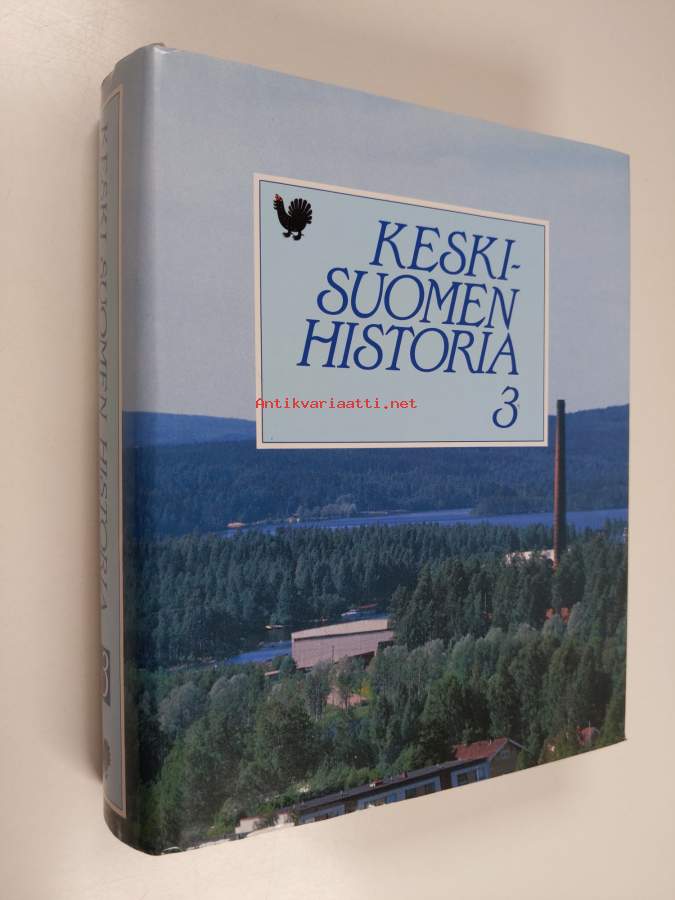 KESKI-
SUOMEN
HISTORIA
3
Antikvariaatti.net
KESKI-SUOMEN HISTORIA 3